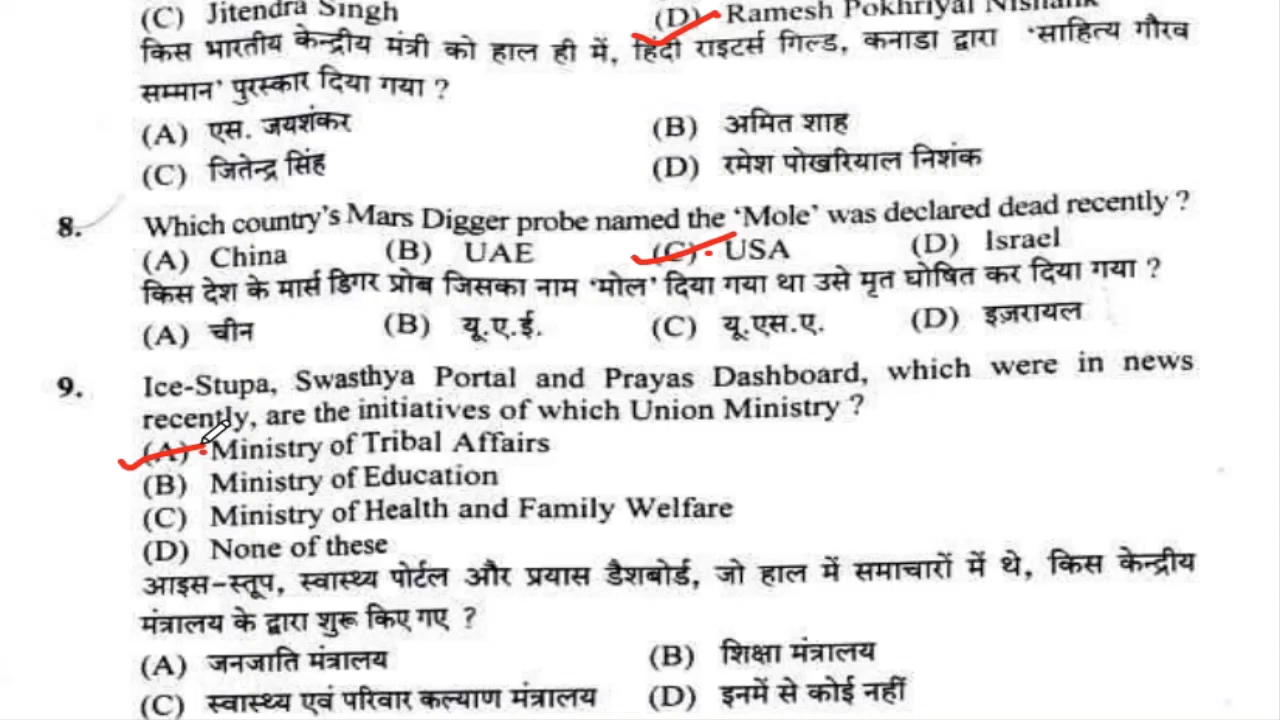 (C) Jitendra Singh (D) Ramesh Pokhriyal Nishank
किस भारतीय केन्द्रीय मंत्री को हाल ही में, हिंदी राइटर्स गिल्ड, कनाडा द्वारा 'साहित्य गौरव
सम्मान' पुरस्कार दिया गया ?
(A) एस. जयशंकर (B) अमित शाह
(C) जितेन्द्र सिंह (D) रमेश पोखरियाल निशंक
8. Which country's Mars Digger probe named the 'Mole' was declared dead recently ?
(A) China (B) UAE (C) USA (D) Israel
किस देश के मार्स डिगर प्रोब जिसका नाम 'मोल' दिया गया था उसे मृत घोषित कर दिया गया ?
(A) चीन (B) यू.ए.ई. (C) यू.एस.ए. (D) इज़रायल
9. Ice-Stupa, Swasthya Portal and Prayas Dashboard, which were in news
recently, are the initiatives of which Union Ministry ?
(A) Ministry of Tribal Affairs
(B) Ministry of Education
(C) Ministry of Health and Family Welfare
(D) None of these
आइस-स्तूप, स्वास्थ्य पोर्टल और प्रयास डैशबोर्ड, जो हाल में समाचारों में थे, किस केन्द्रीय
मंत्रालय के द्वारा शुरू किए गए ?
(A) जनजाति मंत्रालय (B) शिक्षा मंत्रालय
(C) स्वास्थ्य एवं परिवार कल्याण मंत्रालय (D) इनमें से कोई नहीं